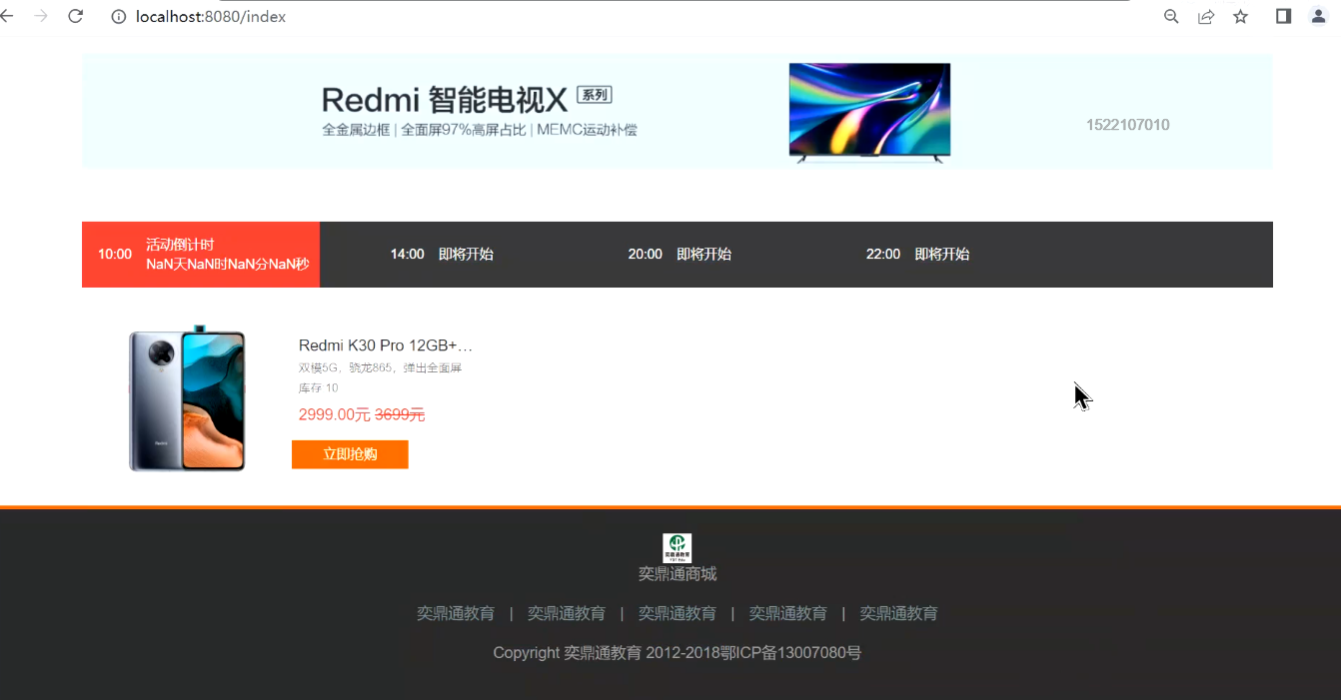 localhost:8080/index
Redmi 智能电视X 系列
全金属边框 | 全面屏97%高屏占比 | MEMC运动补偿
1522107010
10:00 活动倒计时
NaN天NaN时NaN分NaN秒
14:00 即将开始
20:00 即将开始
22:00 即将开始
Redmi K30 Pro 12GB+…
双模5G，骁龙865，弹出全面屏
库存 10
2999.00元 3699元
立即抢购
奕鼎通商城
奕鼎通教育 | 奕鼎通教育 | 奕鼎通教育 | 奕鼎通教育 | 奕鼎通教育
Copyright 奕鼎通教育 2012-2018鄂ICP备13007080号